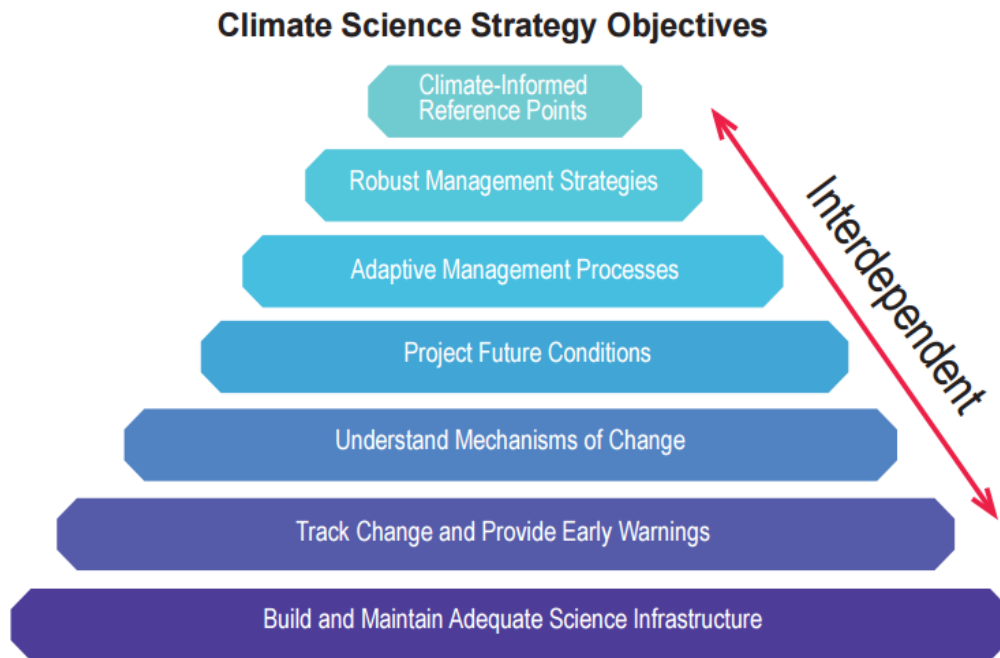 Climate Science Strategy Objectives
Climate-Informed
Reference Points
Robust Management Strategies
Adaptive Management Processes
Project Future Conditions
Understand Mechanisms of Change
Track Change and Provide Early Warnings
Build and Maintain Adequate Science Infrastructure
Interdependent